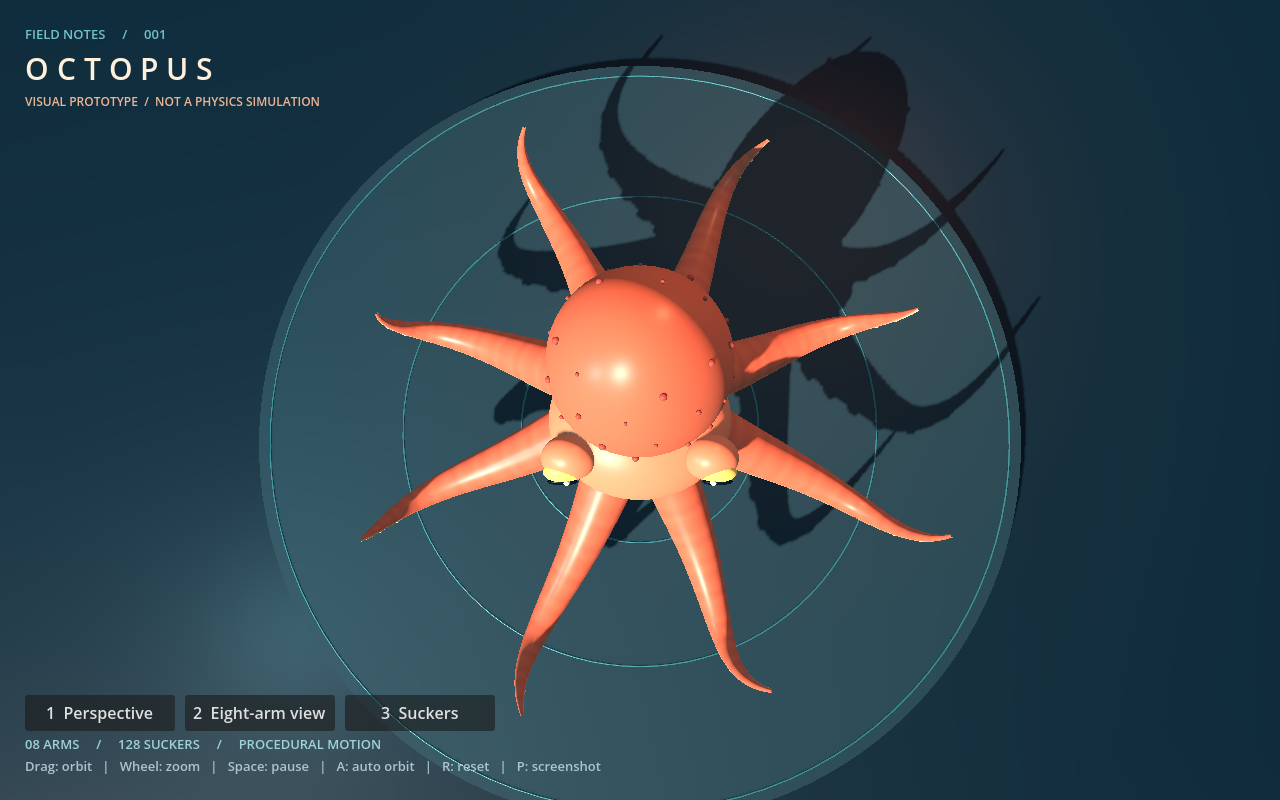 FIELD NOTES / 001
OCTOPUS
VISUAL PROTOTYPE / NOT A PHYSICS SIMULATION
1 Perspective 2 Eight-arm view 3 Suckers
08 ARMS / 128 SUCKERS / PROCEDURAL MOTION
Drag: orbit | Wheel: zoom | Space: pause | A: auto orbit | R: reset | P: screenshot